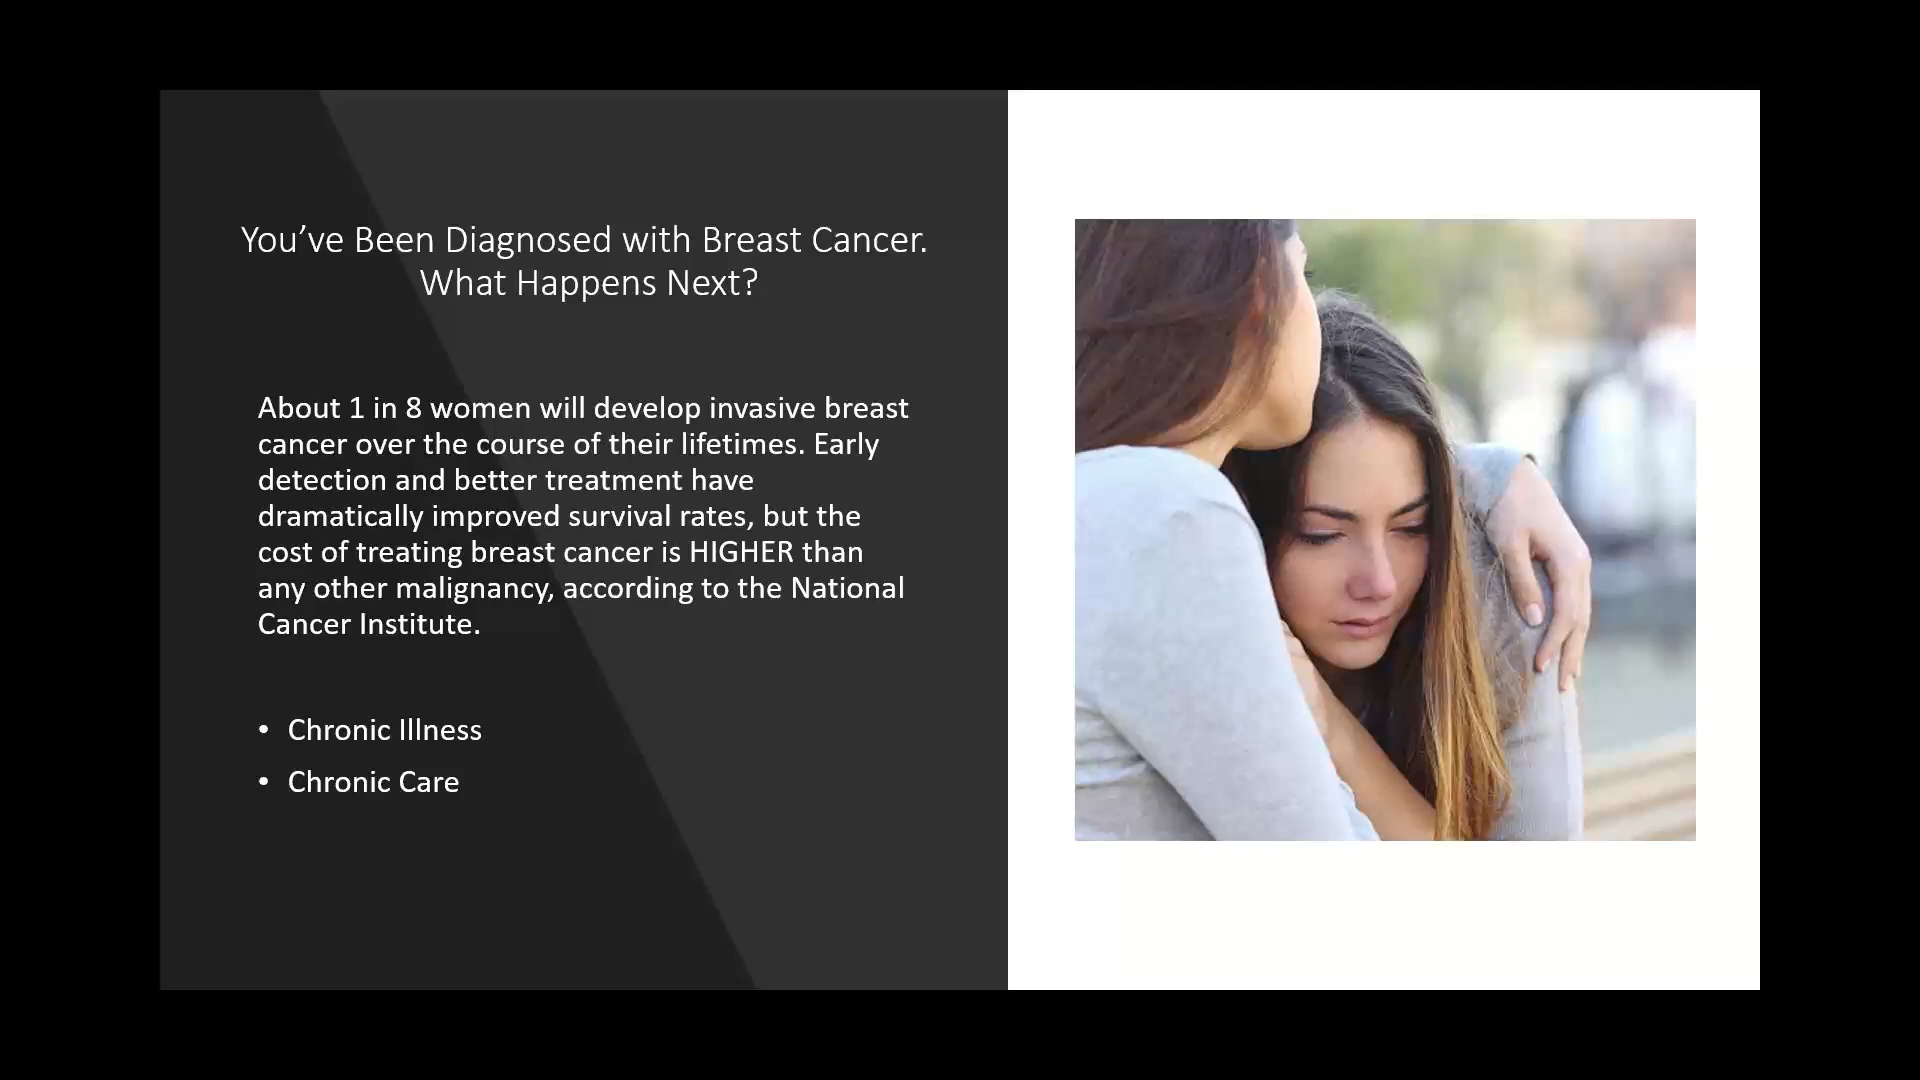 You’ve Been Diagnosed with Breast Cancer.
What Happens Next?
About 1 in 8 women will develop invasive breast
cancer over the course of their lifetimes. Early
detection and better treatment have
dramatically improved survival rates, but the
cost of treating breast cancer is HIGHER than
any other malignancy, according to the National
Cancer Institute.
• Chronic Illness
• Chronic Care